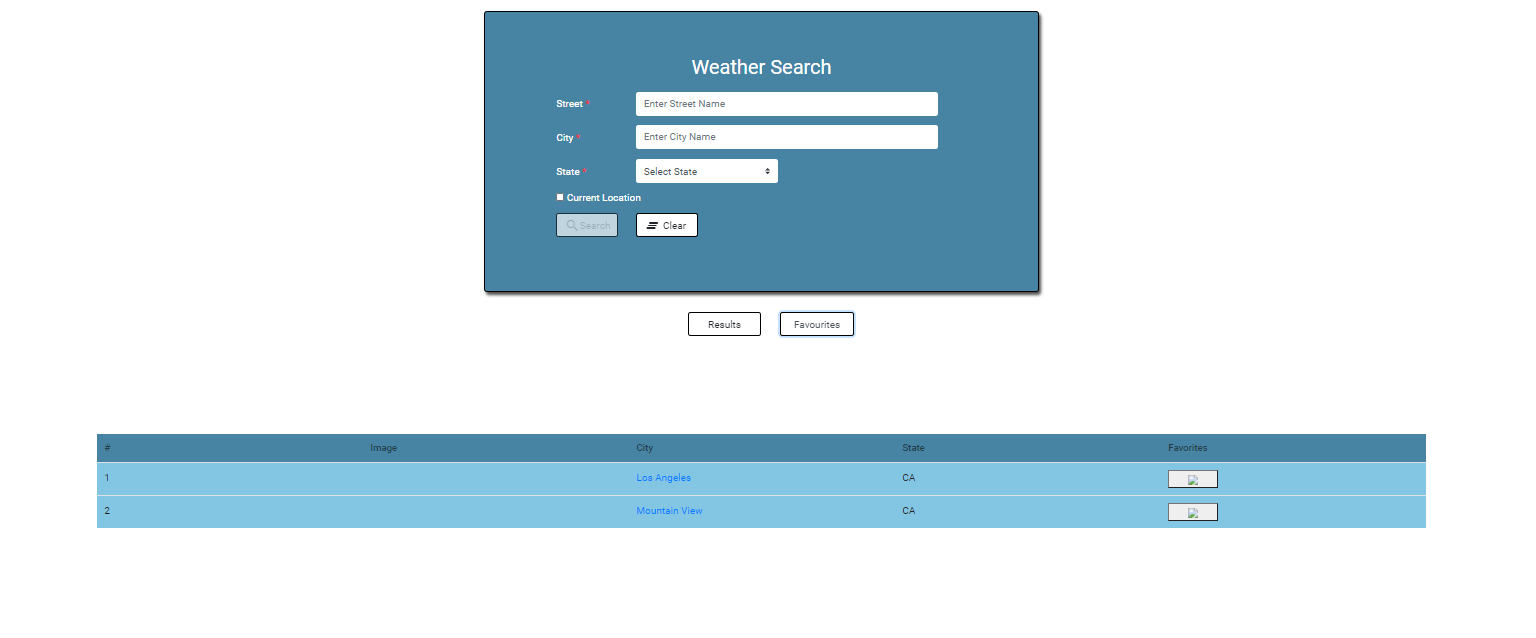 Weather Search
Street *
Enter Street Name
City *
Enter City Name
State *
Select State
Current Location
Search
Clear
Results
Favourites
# Image City State Favorites
1 Los Angeles CA
2 Mountain View CA